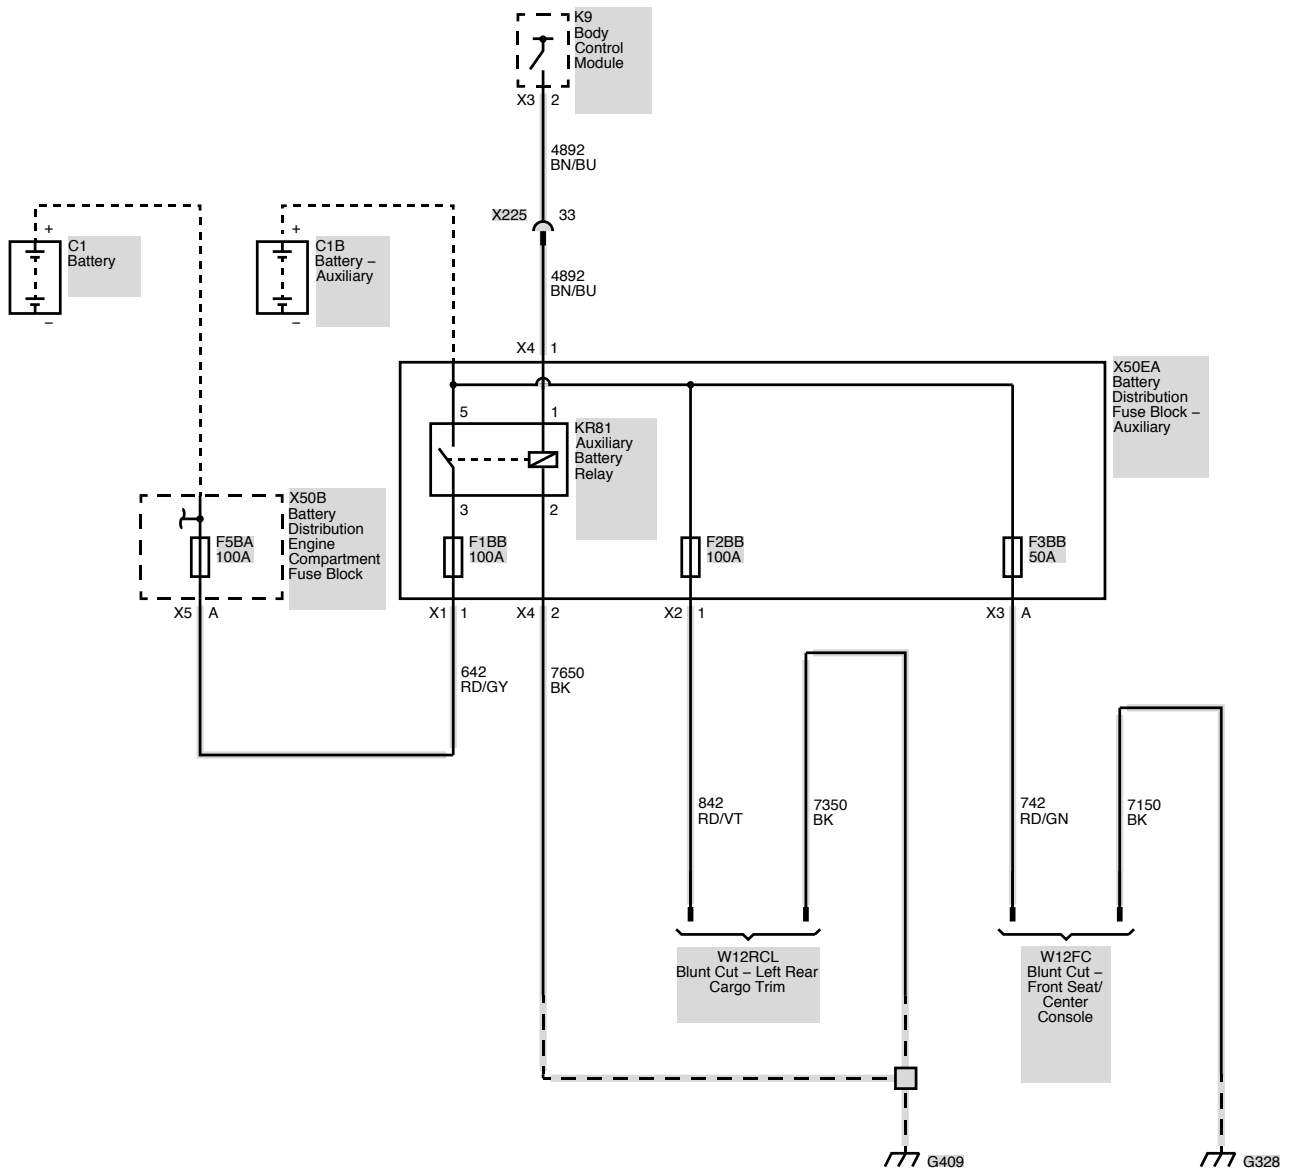 K9
Body
Control
Module
X3 2
4892
BN/BU
X225 33
4892
BN/BU
+
C1
Battery
–
+
C1B
Battery –
Auxiliary
–
X4 1
X50EA
Battery
Distribution
Fuse Block –
Auxiliary
5 1
KR81
Auxiliary
Battery
Relay
3 2
X50B
Battery
Distribution
Engine
Compartment
Fuse Block
F5BA
100A
F1BB
100A
F2BB
100A
F3BB
50A
X5 A
X1 1
X4 2
X2 1
X3 A
642
RD/GY
7650
BK
842
RD/VT
7350
BK
742
RD/GN
7150
BK
W12RCL
Blunt Cut – Left Rear
Cargo Trim
W12FC
Blunt Cut –
Front Seat/
Center
Console
G409
G328